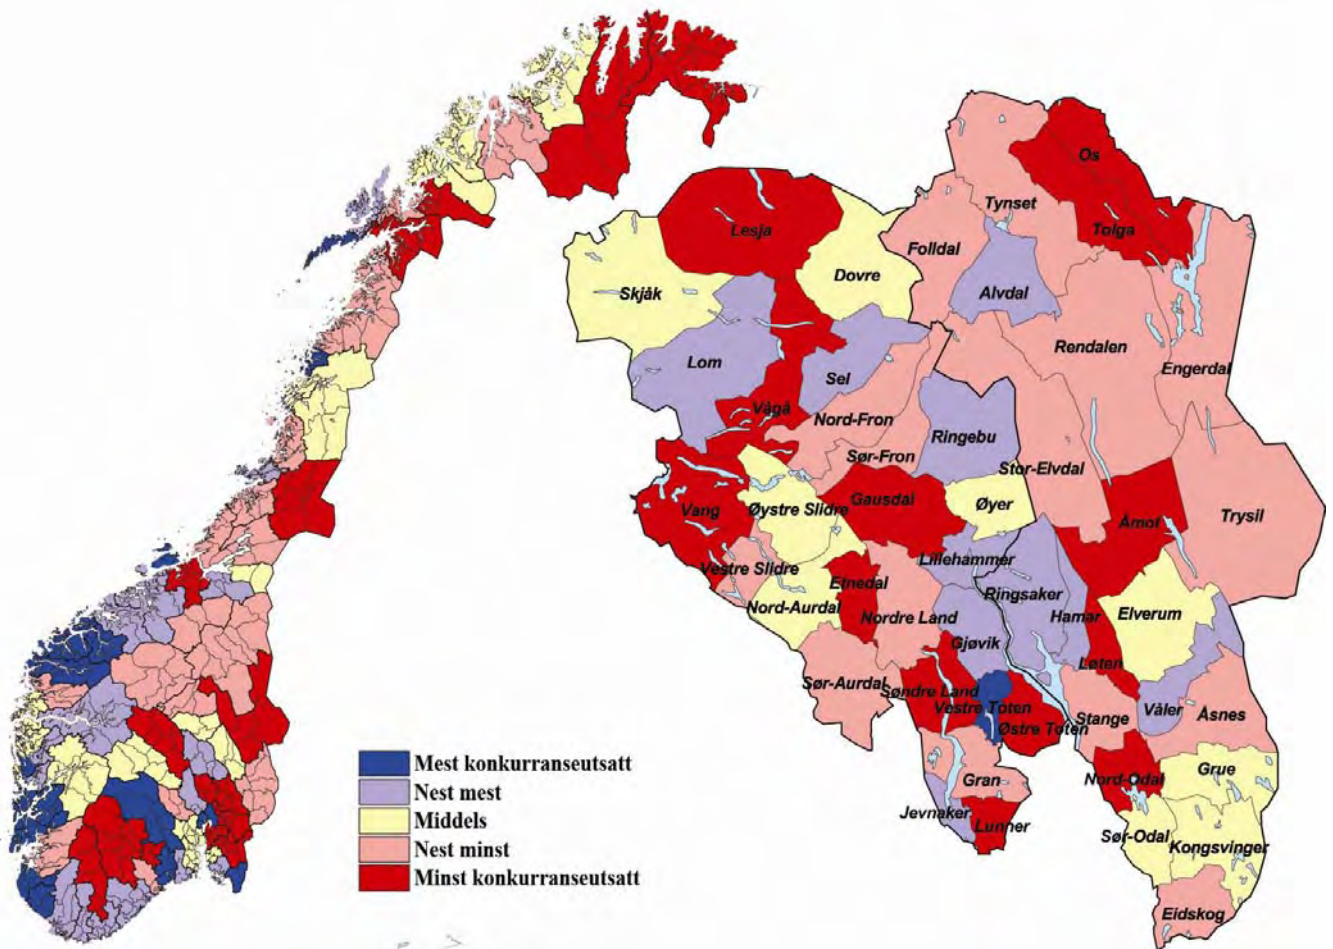 Os
Tynset
Tolga
Lesja
Folldal
Dovre
Skjåk
Alvdal
Rendalen
Lom
Engerdal
Sel
Vågå
Nord-Fron
Ringebu
Sør-Fron
Stor-Elvdal
Gausdal
Øyer
Vang
Øystre Slidre
Åmot
Trysil
Lillehammer
Vestre Slidre
Etnedal
Ringsaker
Nord-Aurdal
Nordre Land
Hamar
Elverum
Gjøvik
Løten
Sør-Aurdal
Søndre Land
Vestre Toten
Østre Toten
Stange
Våler
Åsnes
Gran
Nord-Odal
Grue
Jevnaker
Lunner
Sør-Odal
Kongsvinger
Eidskog
Mest konkurranseutsatt
Nest mest
Middels
Nest minst
Minst konkurranseutsatt